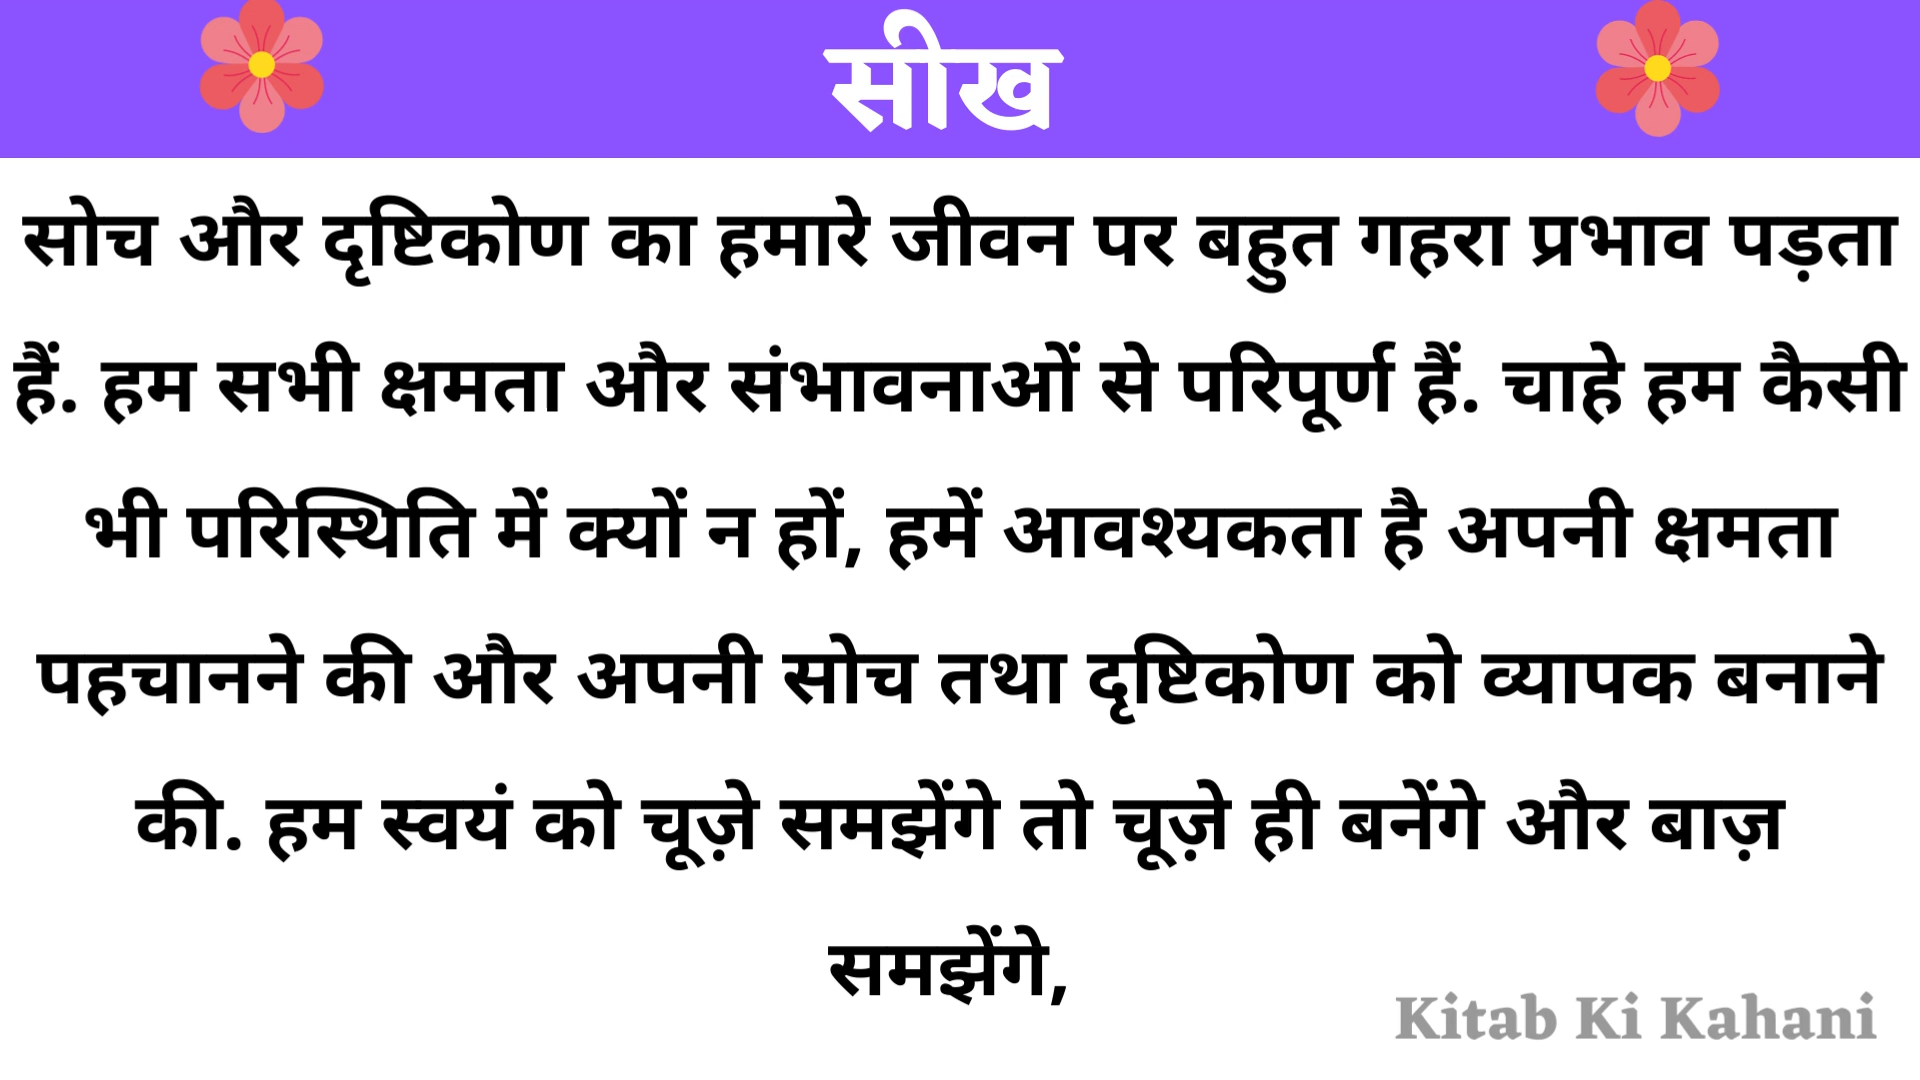 सीख
सोच और दृष्टिकोण का हमारे जीवन पर बहुत गहरा प्रभाव पड़ता
हैं. हम सभी क्षमता और संभावनाओं से परिपूर्ण हैं. चाहे हम कैसी
भी परिस्थिति में क्यों न हों, हमें आवश्यकता है अपनी क्षमता
पहचानने की और अपनी सोच तथा दृष्टिकोण को व्यापक बनाने
की. हम स्वयं को चूज़े समझेंगे तो चूज़े ही बनेंगे और बाज़
समझेंगे,
Kitab Ki Kahani